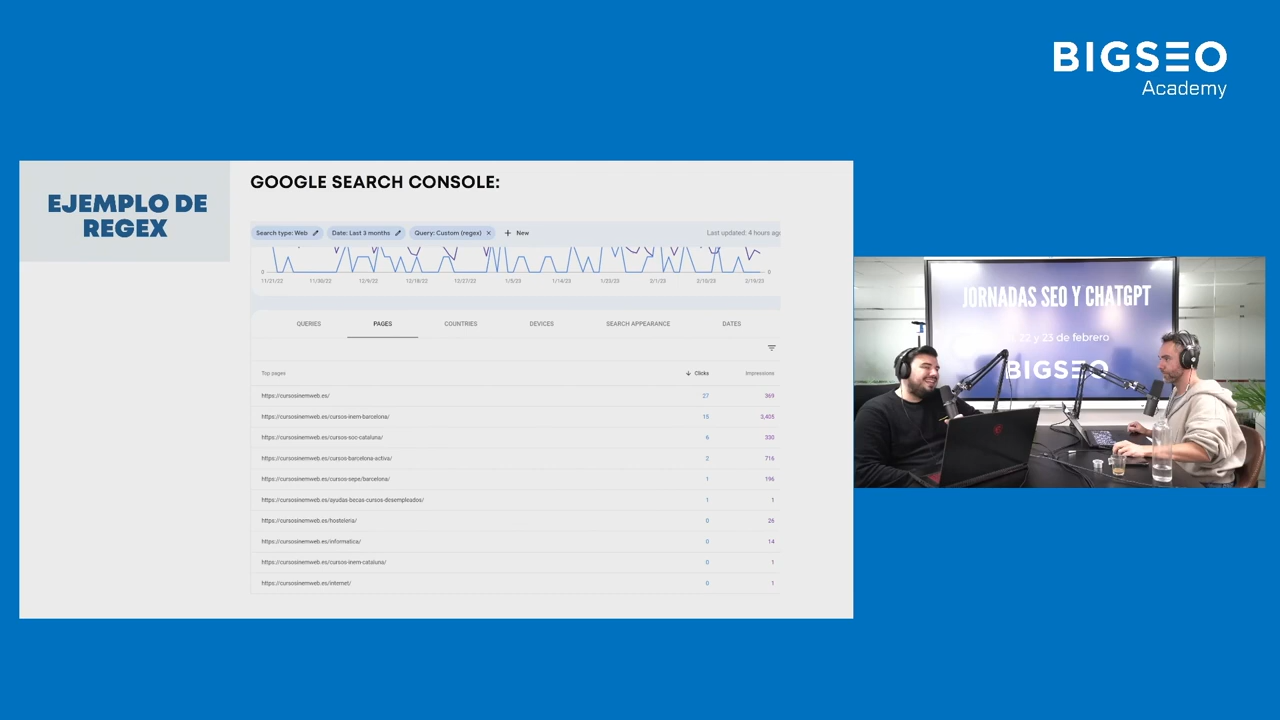 BIGSEO
Academy
EJEMPLO DE
REGEX
GOOGLE SEARCH CONSOLE:
Search type: Web
Date: Last 3 months
Query: Custom (regex) ×
+ New
Last updated: 4 hours ago
0 0
11/21/22 11/30/22 12/9/22 12/18/22 12/27/22 1/5/23 1/14/23 1/23/23 2/1/23 2/10/23 2/19/23
QUERIES PAGES COUNTRIES DEVICES SEARCH APPEARANCE DATES
Top pages ↓ Clicks Impressions
https://cursosinemweb.es/ 27 369
https://cursosinemweb.es/cursos-inem-barcelona/ 15 3,405
https://cursosinemweb.es/cursos-soc-cataluna/ 6 330
https://cursosinemweb.es/cursos-barcelona-activa/ 2 716
https://cursosinemweb.es/cursos-sepe/barcelona/ 1 196
https://cursosinemweb.es/ayudas-becas-cursos-desempleados/ 1 1
https://cursosinemweb.es/hosteleria/ 0 26
https://cursosinemweb.es/informatica/ 0 14
https://cursosinemweb.es/cursos-inem-cataluna/ 0 1
https://cursosinemweb.es/internet/ 0 1
JORNADAS SEO Y CHATGPT
22 y 23 de febrero
BIGSEO